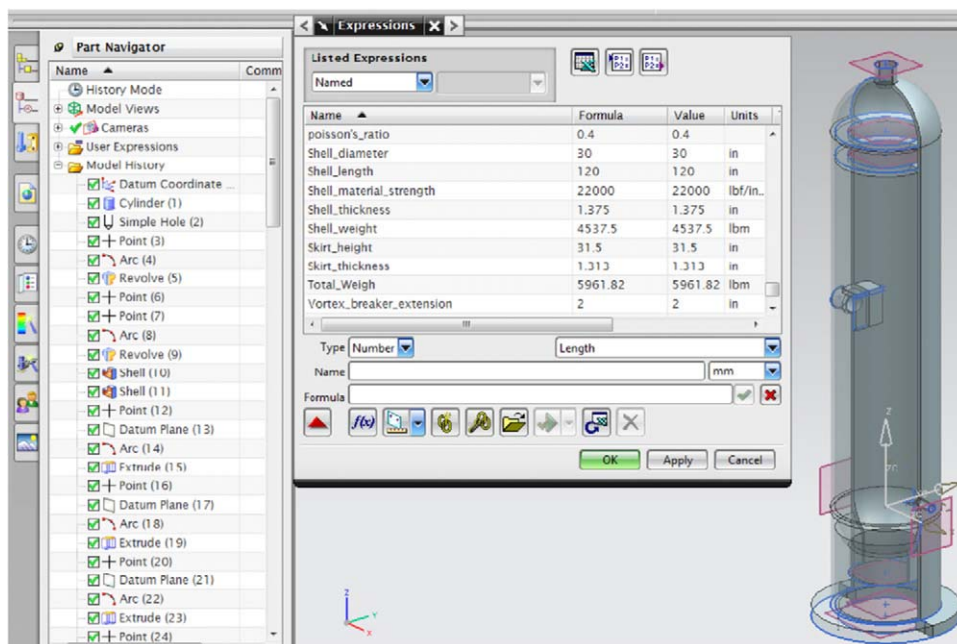 Part Navigator
Name Comm
History Mode
Model Views
Cameras
User Expressions
Model History
Datum Coordinate ...
Cylinder (1)
Simple Hole (2)
Point (3)
Arc (4)
Revolve (5)
Point (6)
Point (7)
Arc (8)
Revolve (9)
Shell (10)
Shell (11)
Point (12)
Datum Plane (13)
Arc (14)
Extrude (15)
Point (16)
Datum Plane (17)
Arc (18)
Extrude (19)
Point (20)
Datum Plane (21)
Arc (22)
Extrude (23)
Point (24)
Expressions
Listed Expressions
Named
Name Formula Value Units
poisson's_ratio 0.4 0.4
Shell_diameter 30 30 in
Shell_length 120 120 in
Shell_material_strength 22000 22000 lbf/in..
Shell_thickness 1.375 1.375 in
Shell_weight 4537.5 4537.5 lbm
Skirt_height 31.5 31.5 in
Skirt_thickness 1.313 1.313 in
Total_Weigh 5961.82 5961.82 lbm
Vortex_breaker_extension 2 2 in
Type Number Length
Name mm
Formula
f(x)
OK Apply Cancel
Z
Z
Y
X